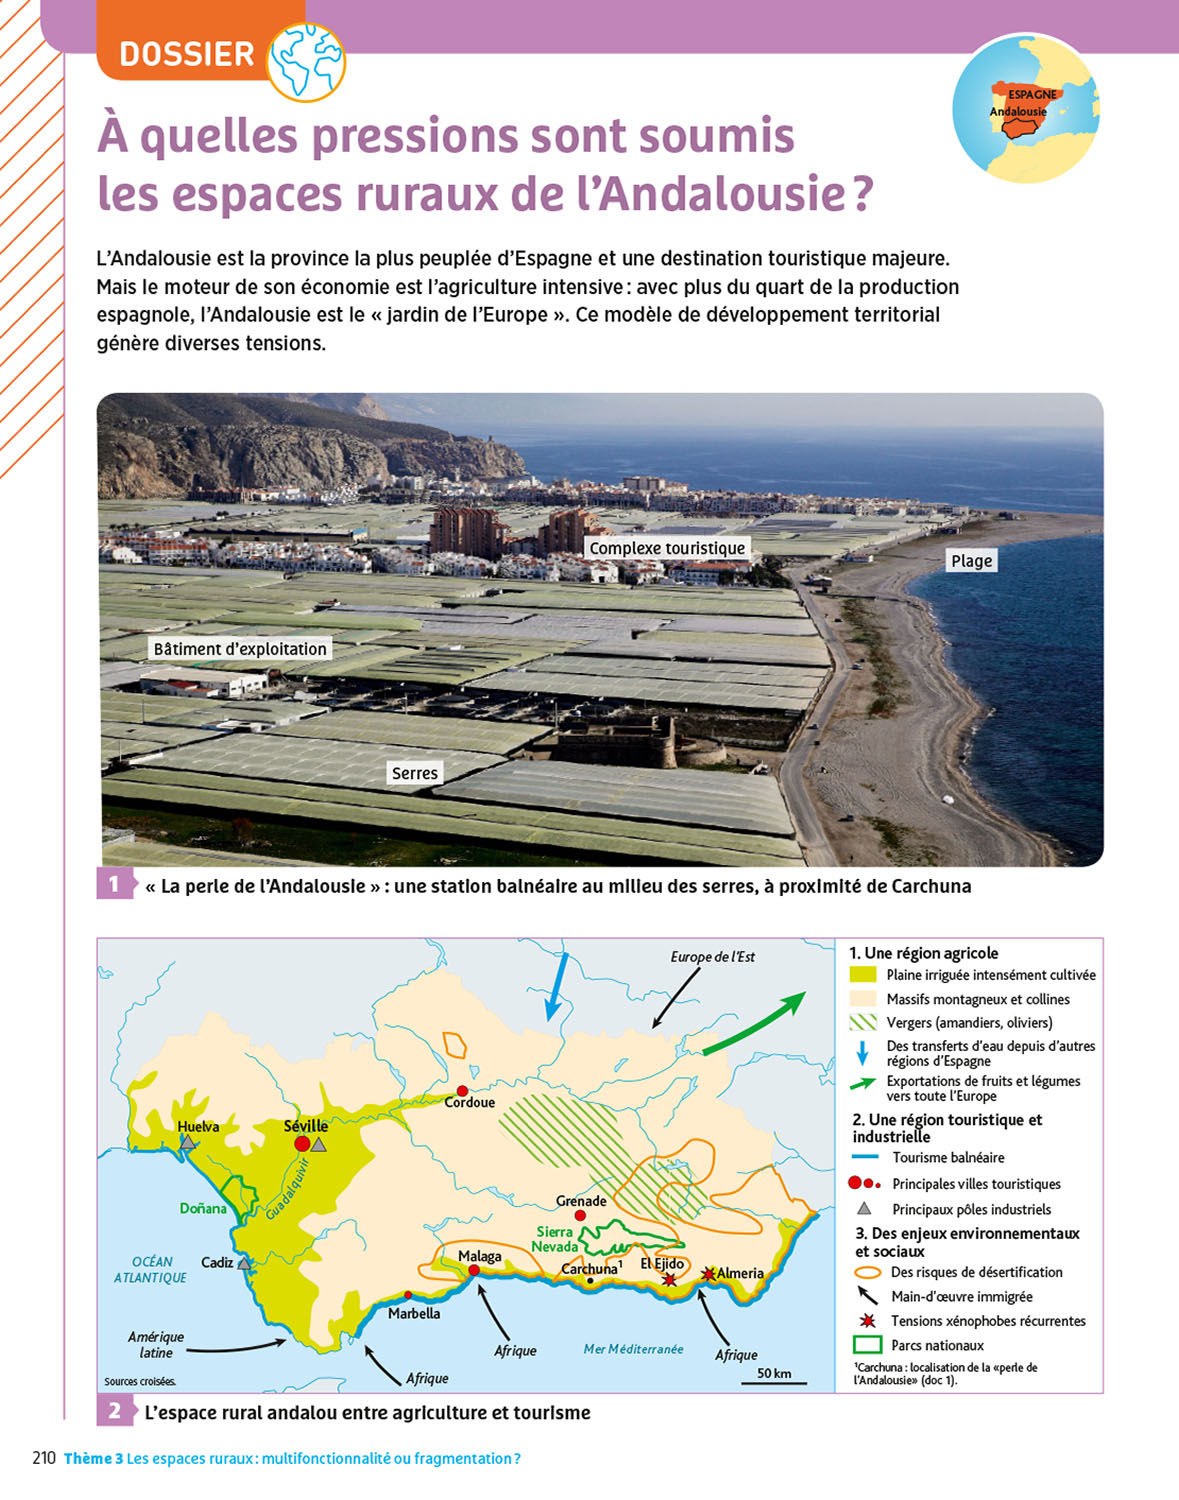 DOSSIER
ESPAGNE
Andalousie
À quelles pressions sont soumis
les espaces ruraux de l'Andalousie ?
L'Andalousie est la province la plus peuplée d'Espagne et une destination touristique majeure.
Mais le moteur de son économie est l'agriculture intensive : avec plus du quart de la production
espagnole, l'Andalousie est le « jardin de l'Europe ». Ce modèle de développement territorial
génère diverses tensions.
Complexe touristique
Plage
Bâtiment d'exploitation
Serres
1 « La perle de l'Andalousie » : une station balnéaire au milieu des serres, à proximité de Carchuna
Europe de l'Est
Cordoue
Huelva
Séville
Guadalquivir
Doñana
Grenade
Sierra
Nevada
OCÉAN
ATLANTIQUE
Cadiz
Malaga
Carchuna¹
El Ejido
Almeria
Marbella
Amérique
latine
Afrique
Mer Méditerranée
Afrique
Afrique
50 km
Sources croisées.
1. Une région agricole
Plaine irriguée intensément cultivée
Massifs montagneux et collines
Vergers (amandiers, oliviers)
Des transferts d'eau depuis d'autres
régions d'Espagne
Exportations de fruits et légumes
vers toute l'Europe
2. Une région touristique et
industrielle
Tourisme balnéaire
Principales villes touristiques
Principaux pôles industriels
3. Des enjeux environnementaux
et sociaux
Des risques de désertification
Main-d'œuvre immigrée
Tensions xénophobes récurrentes
Parcs nationaux
¹Carchuna : localisation de la «perle de
l'Andalousie» (doc 1).
2 L'espace rural andalou entre agriculture et tourisme
210 Thème 3 Les espaces ruraux : multifonctionnalité ou fragmentation ?